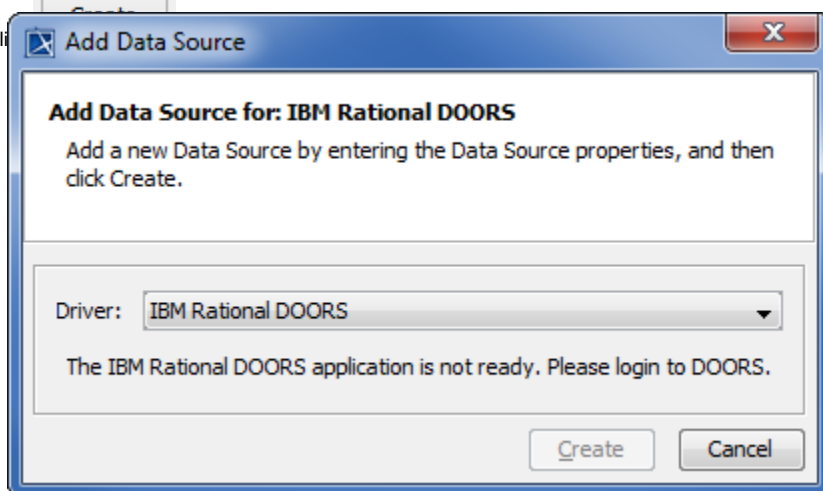 Create
li
Add Data Source
Add Data Source for: IBM Rational DOORS
Add a new Data Source by entering the Data Source properties, and then
click Create.
Driver: IBM Rational DOORS
The IBM Rational DOORS application is not ready. Please login to DOORS.
Create Cancel